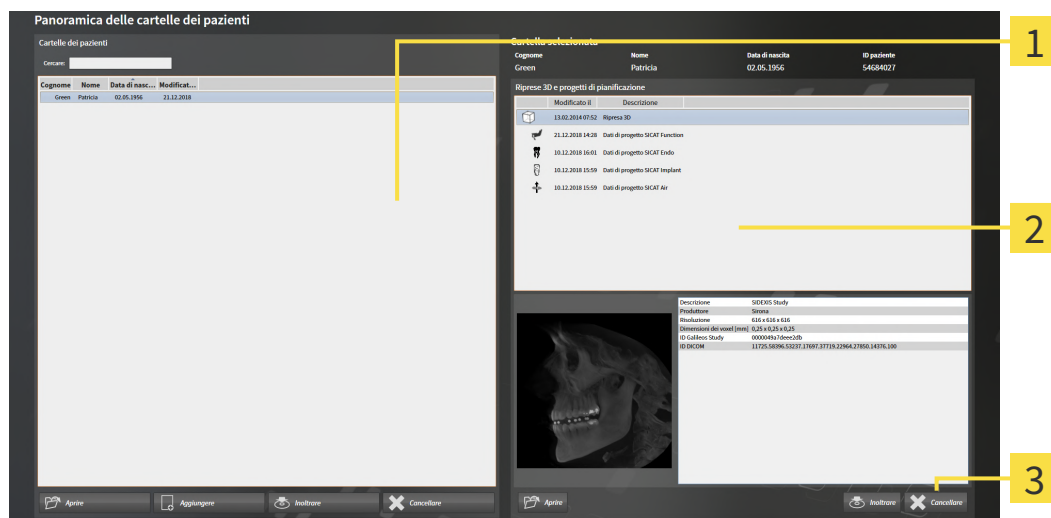 Panoramica delle cartelle dei pazienti
Cartelle dei pazienti
Cercare:
Cognome Nome Data di nasc... Modificat...
Green Patricia 02.05.1956 21.12.2018
Aprire Aggiungere Inoltrare Cancellare
Cartella selezionata
Cognome Nome Data di nascita ID paziente
Green Patricia 02.05.1956 54684027
Riprese 3D e progetti di pianificazione
Modificato il Descrizione
13.02.2014 07:52 Ripresa 3D
21.12.2018 14:28 Dati di progetto SICAT Function
10.12.2018 16:01 Dati di progetto SICAT Endo
10.12.2018 15:59 Dati di progetto SICAT Implant
10.12.2018 15:59 Dati di progetto SICAT Air
Descrizione SIDEXIS Study
Produttore Sirona
Risoluzione 616 x 616 x 616
Dimensioni dei voxel [mm] 0,25 x 0,25 x 0,25
ID Galileos Study 0000049a7deee2db
ID DICOM 11725.58396.53237.17697.37719.22964.27850.14376.100
Aprire Inoltrare Cancellare
1
2
3